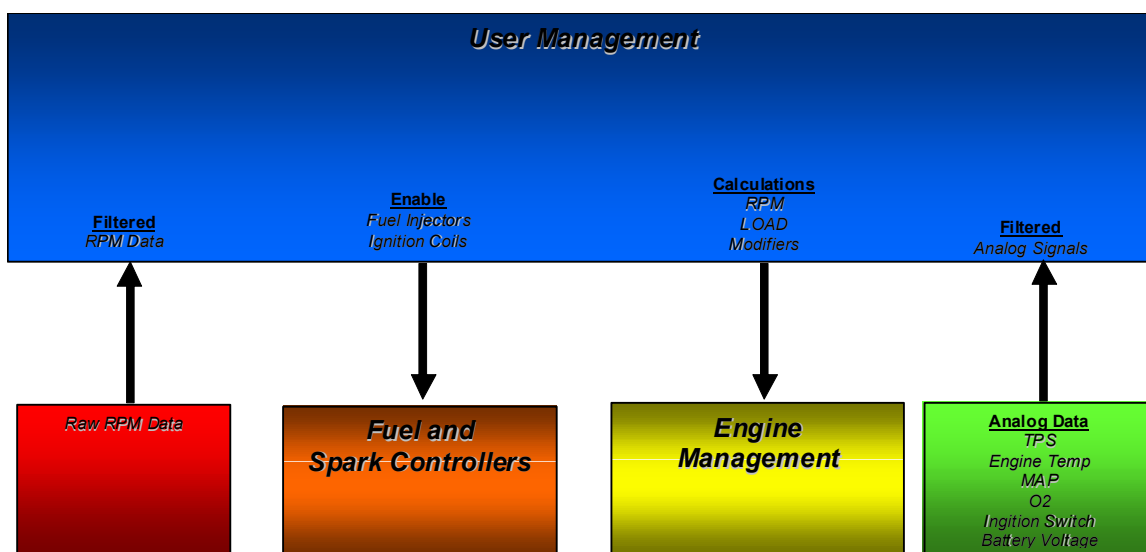 User Management
Filtered
RPM Data
Enable
Fuel Injectors
Ignition Coils
Calculations
RPM
LOAD
Modifiers
Filtered
Analog Signals
Raw RPM Data
Fuel and
Spark Controllers
Engine
Management
Analog Data
TPS
Engine Temp
MAP
O2
Ingition Switch
Battery Voltage